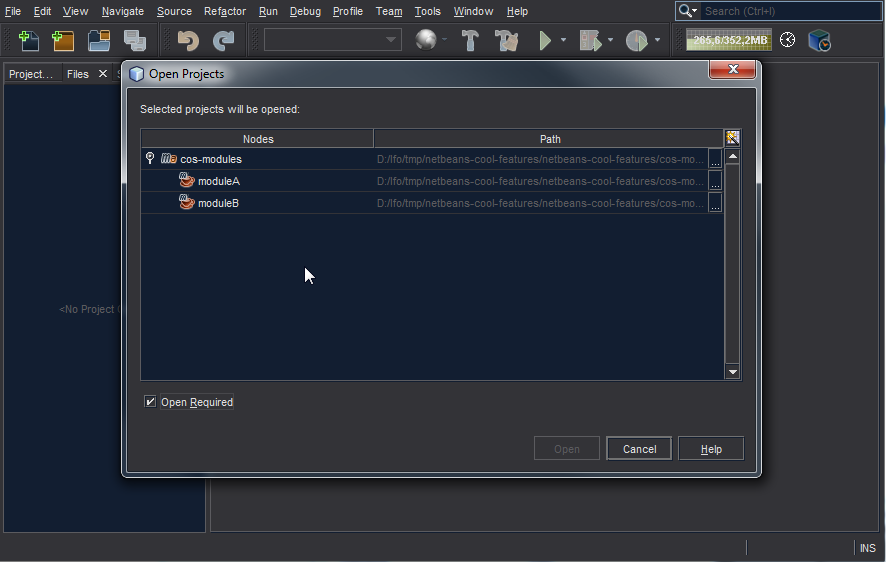 File Edit View Navigate Source Refactor Run Debug Profile Team Tools Window Help
Search (Ctrl+I)
265,6/352,2MB
Project... Files
Open Projects
Selected projects will be opened:
Nodes Path
cos-modules D:/lfo/tmp/netbeans-cool-features/netbeans-cool-features/cos-mo... ...
moduleA D:/lfo/tmp/netbeans-cool-features/netbeans-cool-features/cos-mo... ...
moduleB D:/lfo/tmp/netbeans-cool-features/netbeans-cool-features/cos-mo... ...
<No Project
Open Required
Open Cancel Help
INS